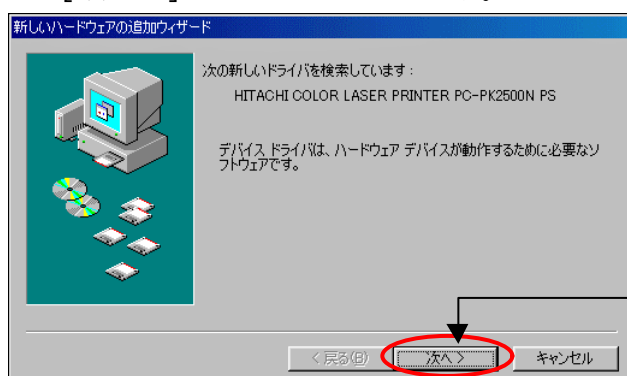 新しいハードウェアの追加ウィザード
次の新しいドライバを検索しています：
HITACHI COLOR LASER PRINTER PC-PK2500N PS
デバイス ドライバは、ハードウェア デバイスが動作するために必要なソ
フトウェアです。
< 戻る(B)
次へ >
キャンセル